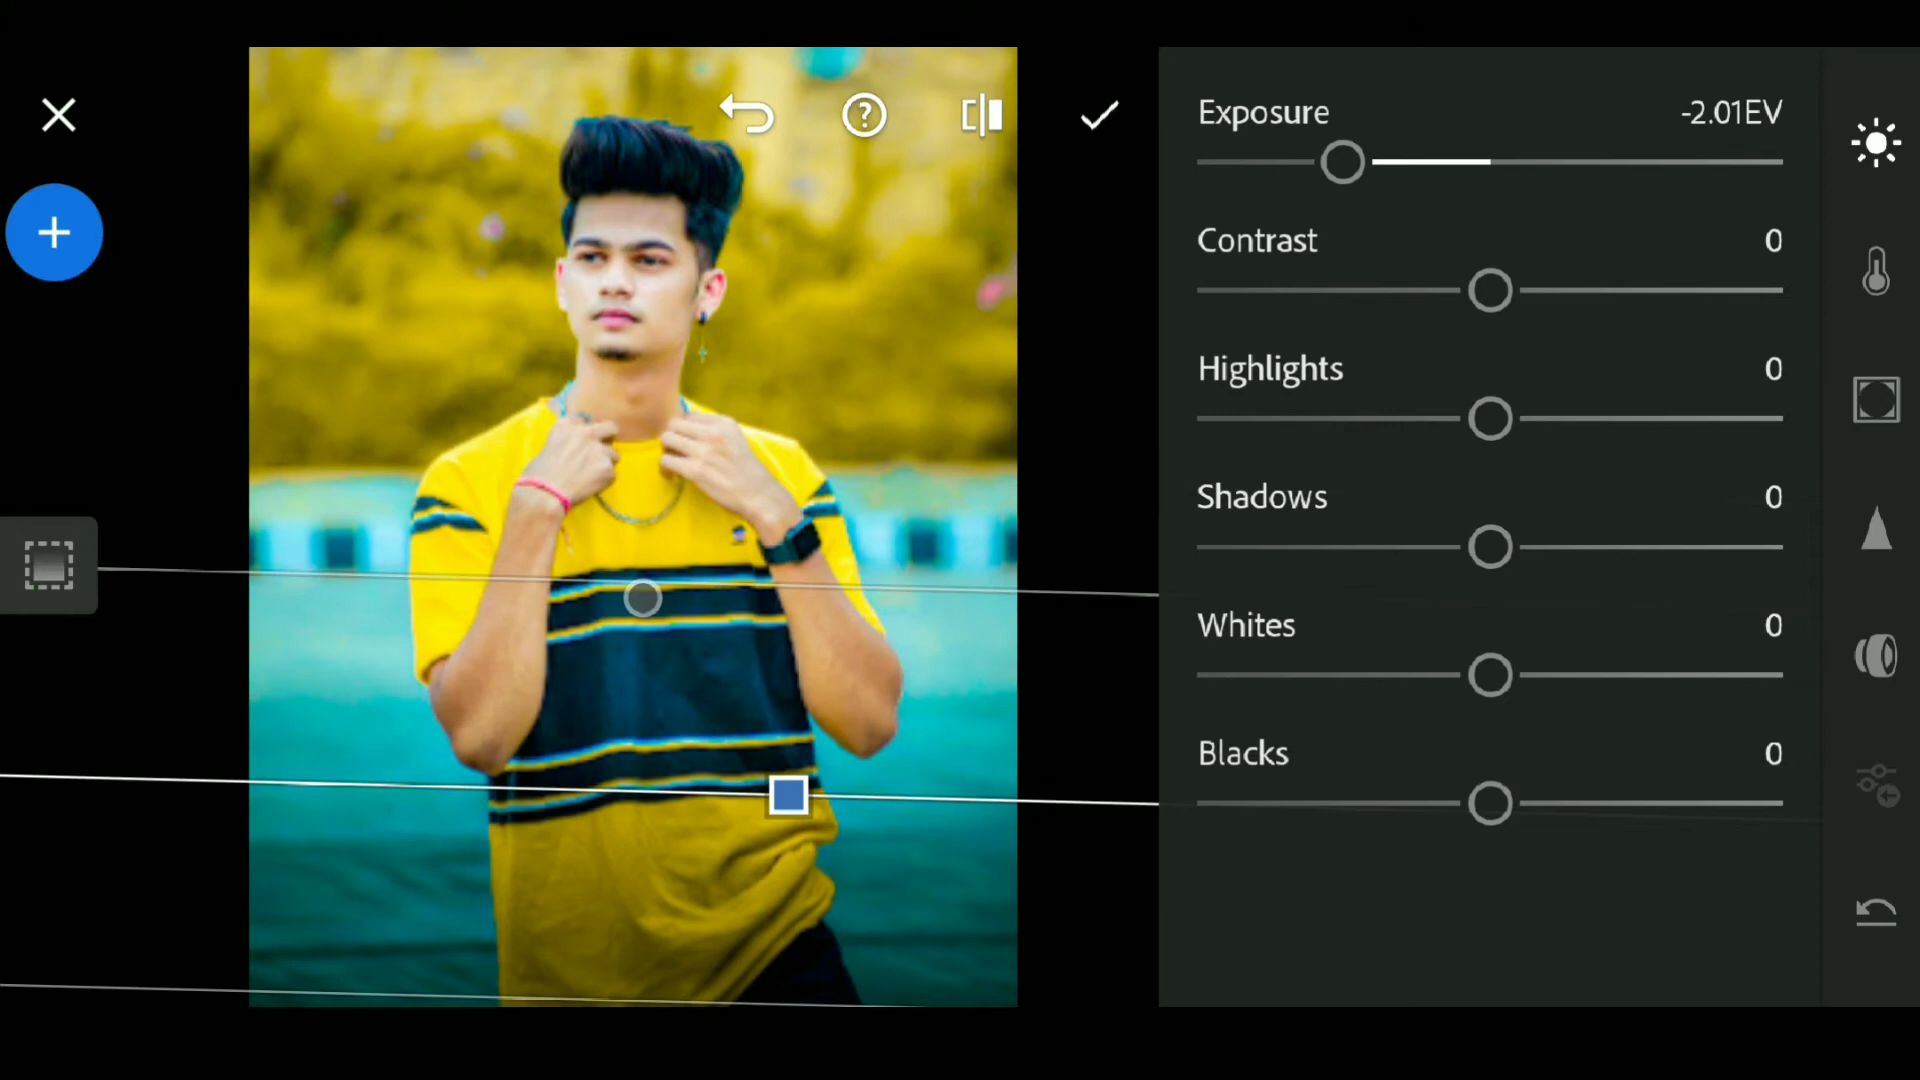 Exposure -2.01EV
Contrast 0
Highlights 0
Shadows 0
Whites 0
Blacks 0